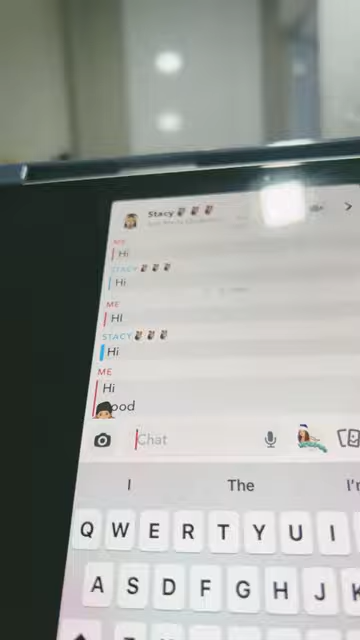 Stacy
ME
Hi
STACY
Hi
ME
HI
STACY
Hi
ME
Hi
ood
Chat
I The I'm
Q W E R T Y U I
A S D F G H J K